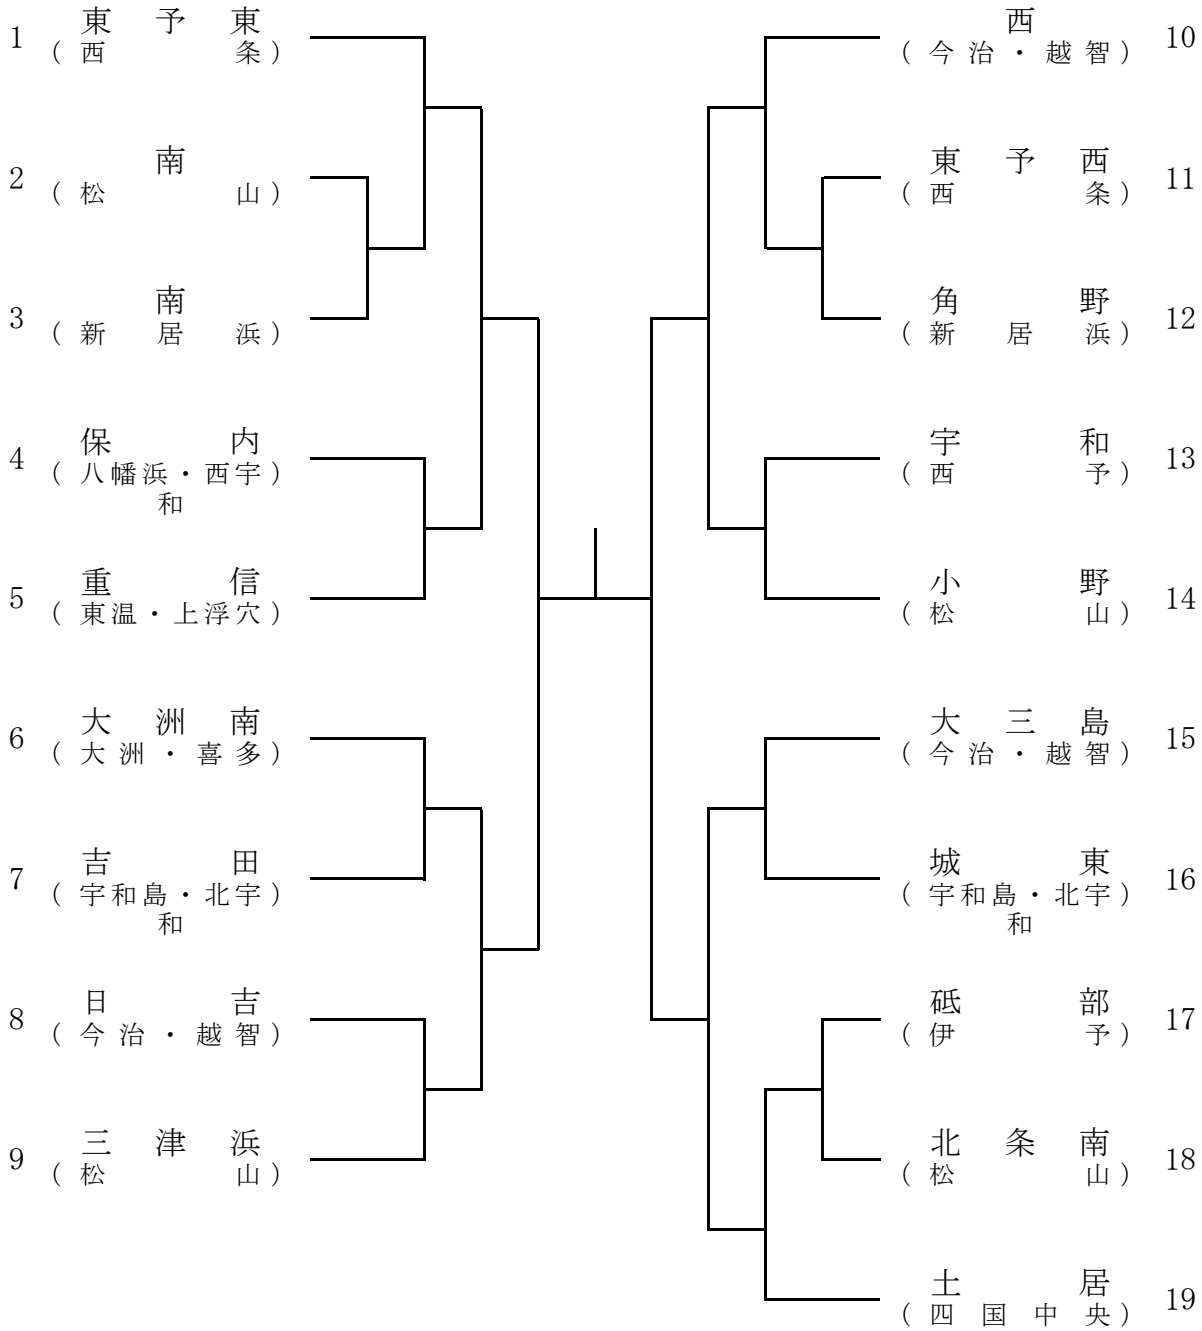 1 東予東
(西条)
2 南
(松山)
3 南
(新居浜)
4 保内
(八幡浜・西宇)
和
5 重信
(東温・上浮穴)
6 大洲南
(大洲・喜多)
7 吉田
(宇和島・北宇)
和
8 日吉
(今治・越智)
9 三津浜
(松山)
西 10
(今治・越智)
東予西 11
(西条)
角野 12
(新居浜)
宇和 13
(西予)
小野 14
(松山)
大三島 15
(今治・越智)
城東 16
(宇和島・北宇)
和
砥部 17
(伊予)
北条南 18
(松山)
土居 19
(四国中央)